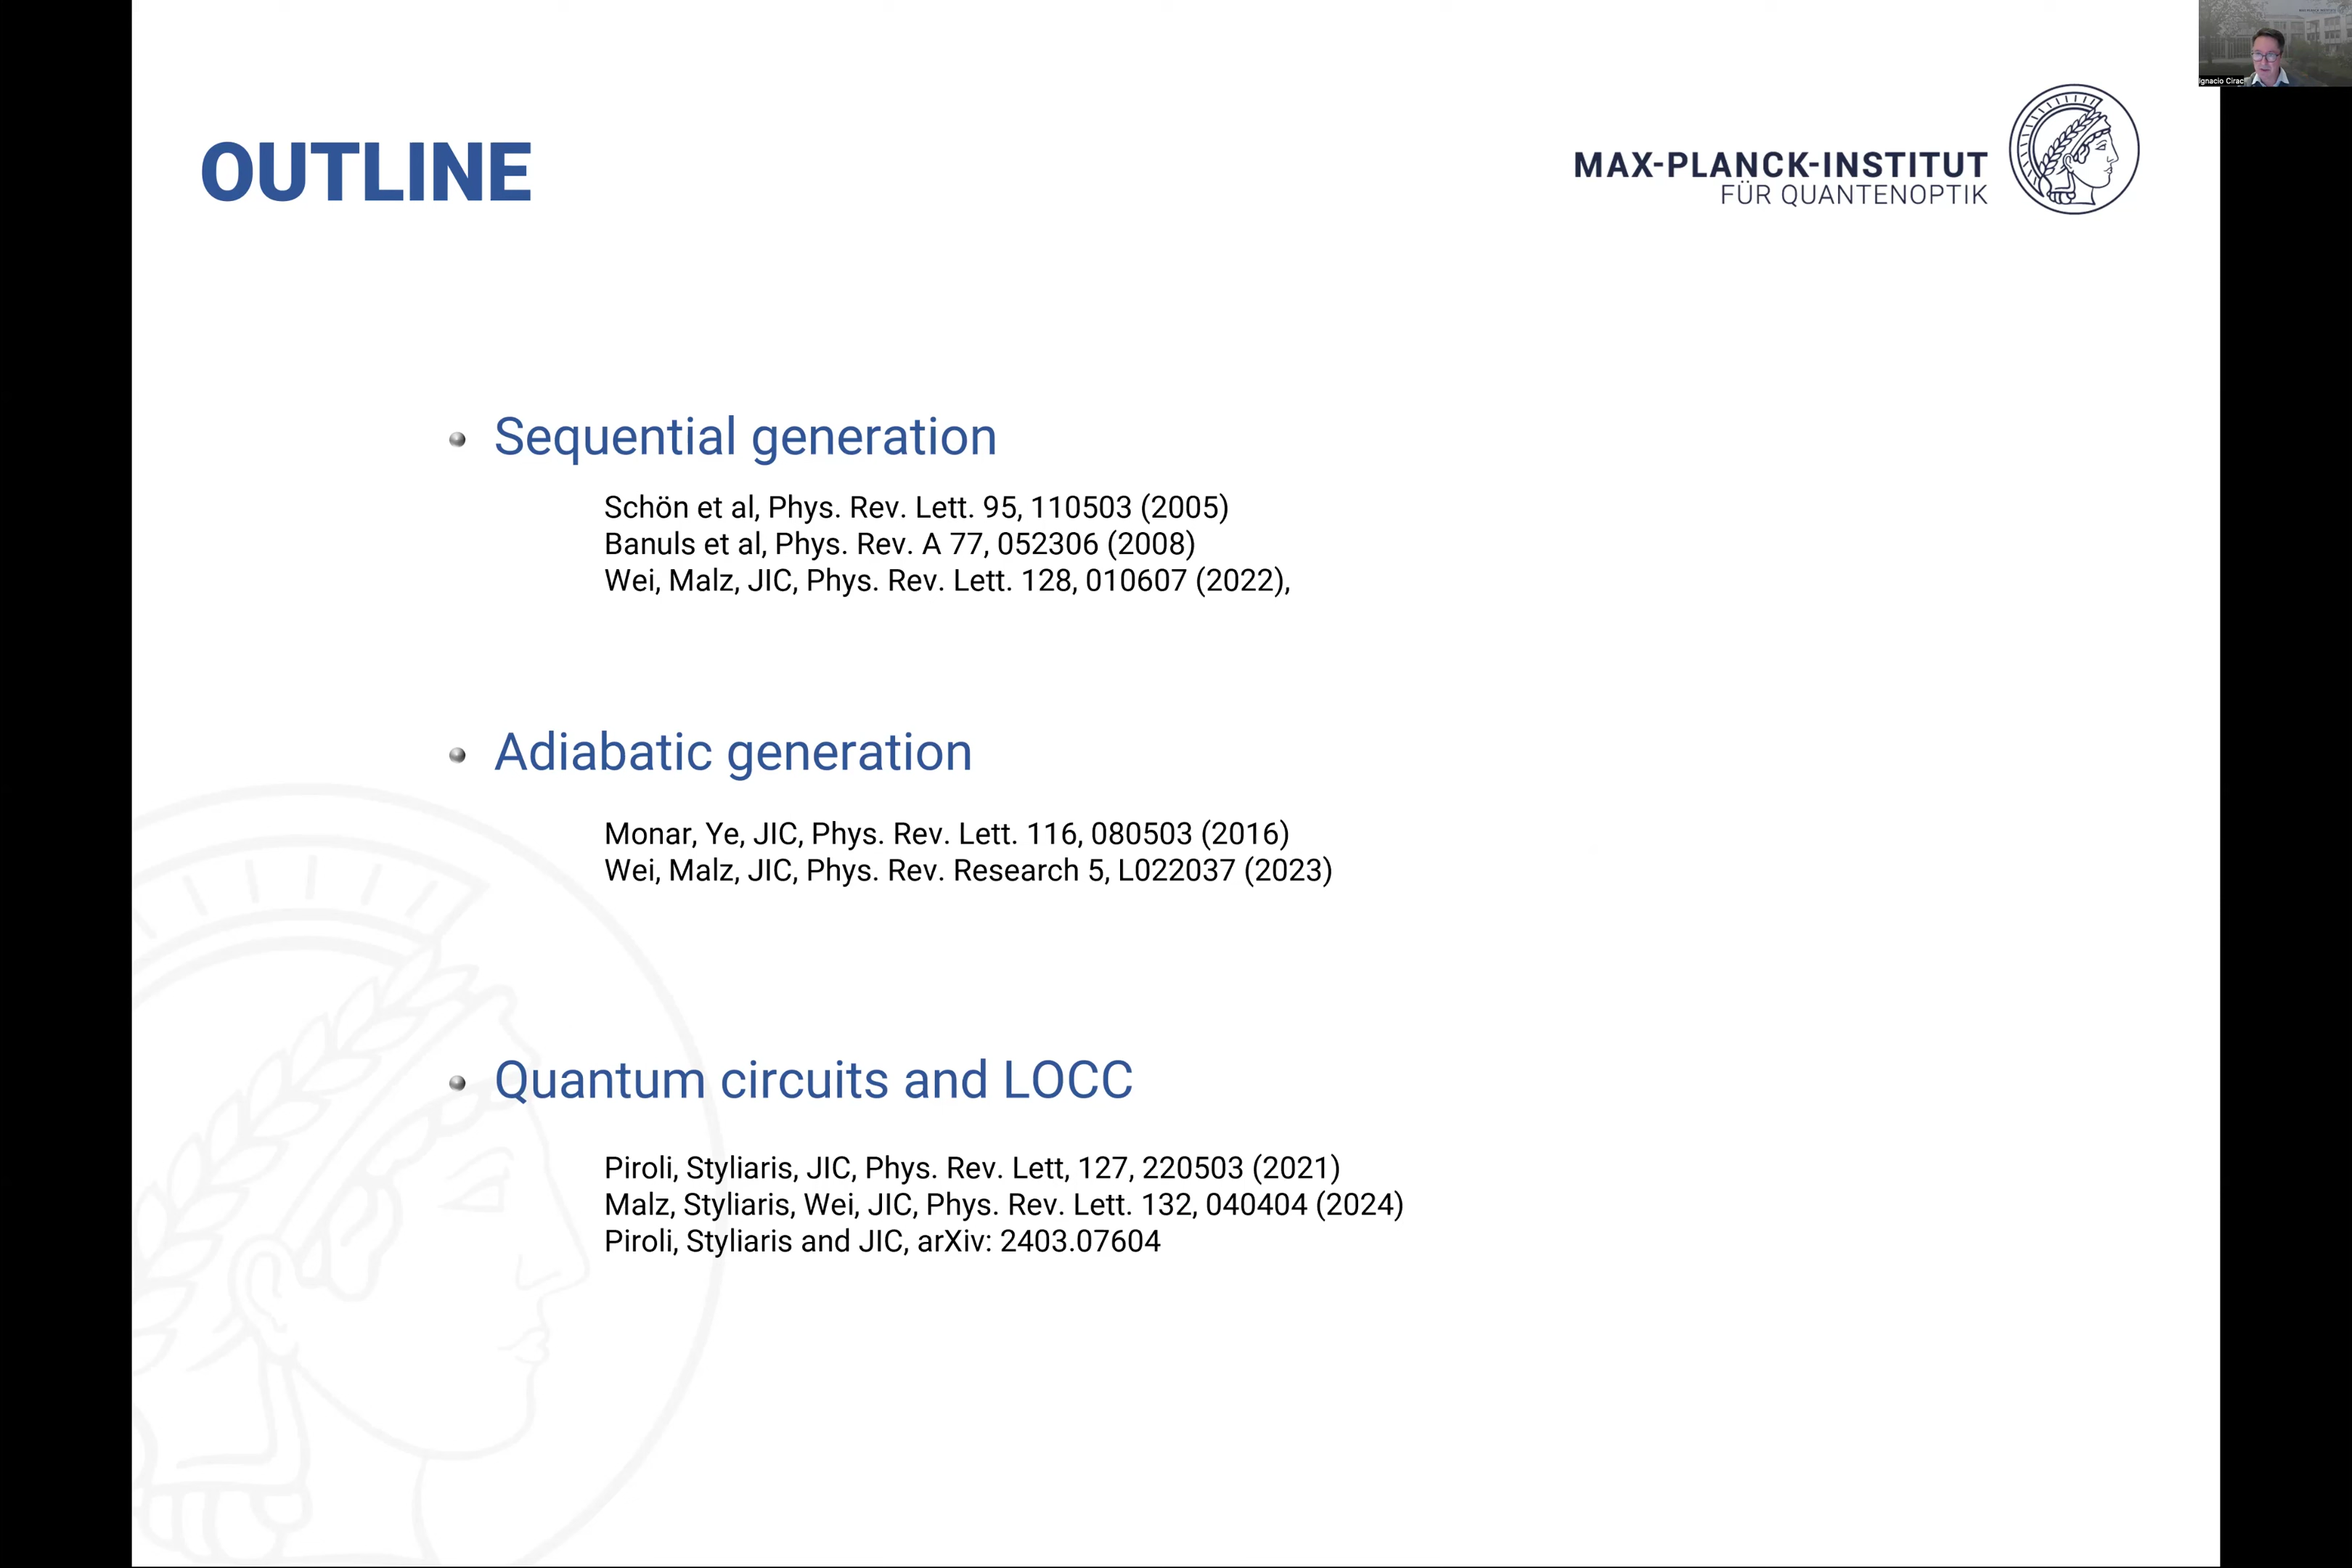 Ignacio Cirac
OUTLINE
MAX-PLANCK-INSTITUT
FÜR QUANTENOPTIK
Sequential generation
Schön et al, Phys. Rev. Lett. 95, 110503 (2005)
Banuls et al, Phys. Rev. A 77, 052306 (2008)
Wei, Malz, JIC, Phys. Rev. Lett. 128, 010607 (2022),
Adiabatic generation
Monar, Ye, JIC, Phys. Rev. Lett. 116, 080503 (2016)
Wei, Malz, JIC, Phys. Rev. Research 5, L022037 (2023)
Quantum circuits and LOCC
Piroli, Styliaris, JIC, Phys. Rev. Lett, 127, 220503 (2021)
Malz, Styliaris, Wei, JIC, Phys. Rev. Lett. 132, 040404 (2024)
Piroli, Styliaris and JIC, arXiv: 2403.07604